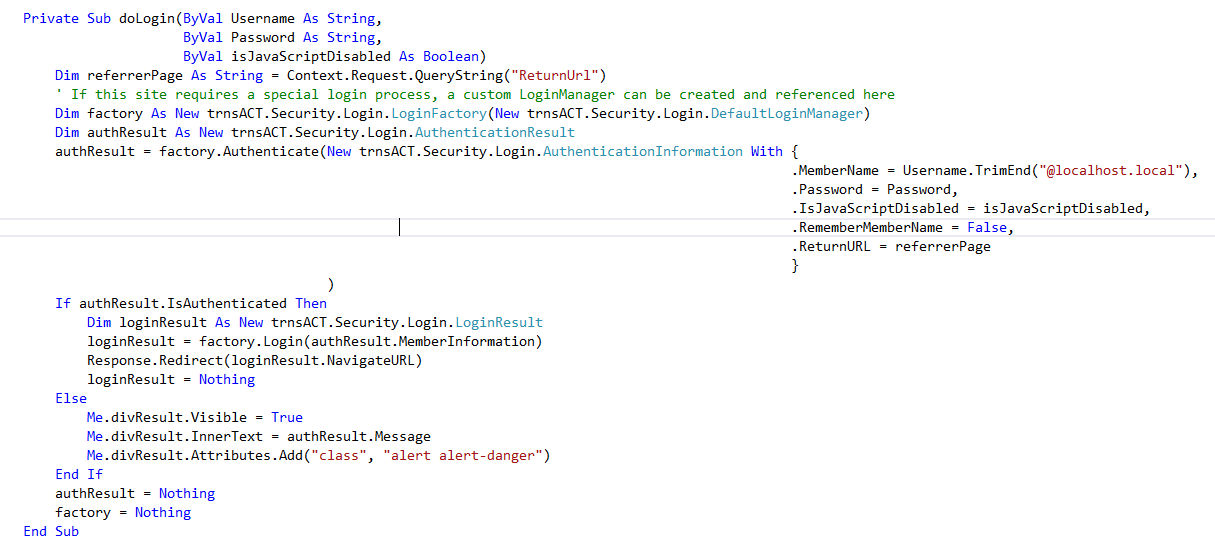 Private Sub doLogin(ByVal Username As String,
ByVal Password As String,
ByVal isJavaScriptDisabled As Boolean)
Dim referrerPage As String = Context.Request.QueryString("ReturnUrl")
' If this site requires a special login process, a custom LoginManager can be created and referenced here
Dim factory As New trnsACT.Security.Login.LoginFactory(New trnsACT.Security.Login.DefaultLoginManager)
Dim authResult As New trnsACT.Security.Login.AuthenticationResult
authResult = factory.Authenticate(New trnsACT.Security.Login.AuthenticationInformation With {
.MemberName = Username.TrimEnd("@localhost.local"),
.Password = Password,
.IsJavaScriptDisabled = isJavaScriptDisabled,
.RememberMemberName = False,
.ReturnURL = referrerPage
}
)
If authResult.IsAuthenticated Then
Dim loginResult As New trnsACT.Security.Login.LoginResult
loginResult = factory.Login(authResult.MemberInformation)
Response.Redirect(loginResult.NavigateURL)
loginResult = Nothing
Else
Me.divResult.Visible = True
Me.divResult.InnerText = authResult.Message
Me.divResult.Attributes.Add("class", "alert alert-danger")
End If
authResult = Nothing
factory = Nothing
End Sub